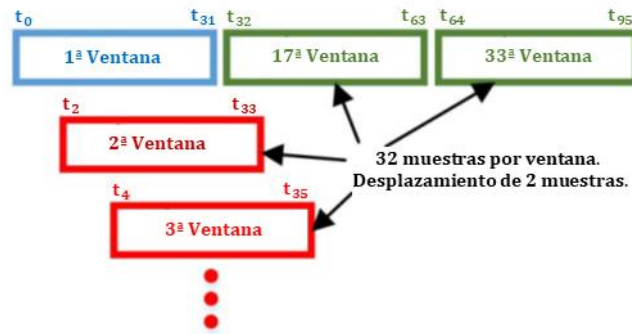 t₀ t₃₁ t₃₂ t₆₃ t₆₄ t₉₅
1ª Ventana 17ª Ventana 33ª Ventana
t₂ t₃₃
2ª Ventana
32 muestras por ventana.
Desplazamiento de 2 muestras.
t₄ t₃₅
3ª Ventana